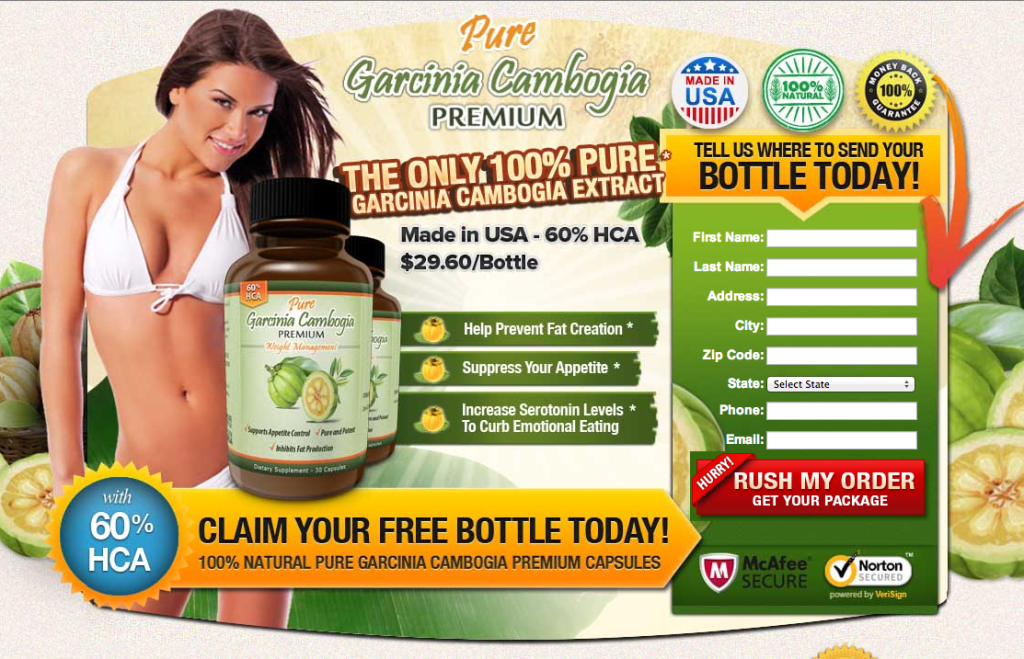 Pure
Garcinia Cambogia
PREMIUM
THE ONLY 100% PURE *
GARCINIA CAMBOGIA EXTRACT
Made in USA - 60% HCA
$29.60/Bottle
Help Prevent Fat Creation *
Suppress Your Appetite *
Increase Serotonin Levels *
To Curb Emotional Eating
60%
HCA
Pure
Garcinia Cambogia
PREMIUM
Weight Management
Supports Appetite Control ✓ Pure and Potent
✓ Inhibits Fat Production
Dietary Supplement - 30 Capsules
with
60%
HCA
CLAIM YOUR FREE BOTTLE TODAY!
100% NATURAL PURE GARCINIA CAMBOGIA PREMIUM CAPSULES
MADE IN
USA
100%
NATURAL
MONEY BACK
100%
GUARANTEE
TELL US WHERE TO SEND YOUR
BOTTLE TODAY!
First Name:
Last Name:
Address:
City:
Zip Code:
State: Select State
Phone:
Email:
HURRY!
RUSH MY ORDER
GET YOUR PACKAGE
McAfee®
SECURE
Norton™
SECURED
powered by VeriSign